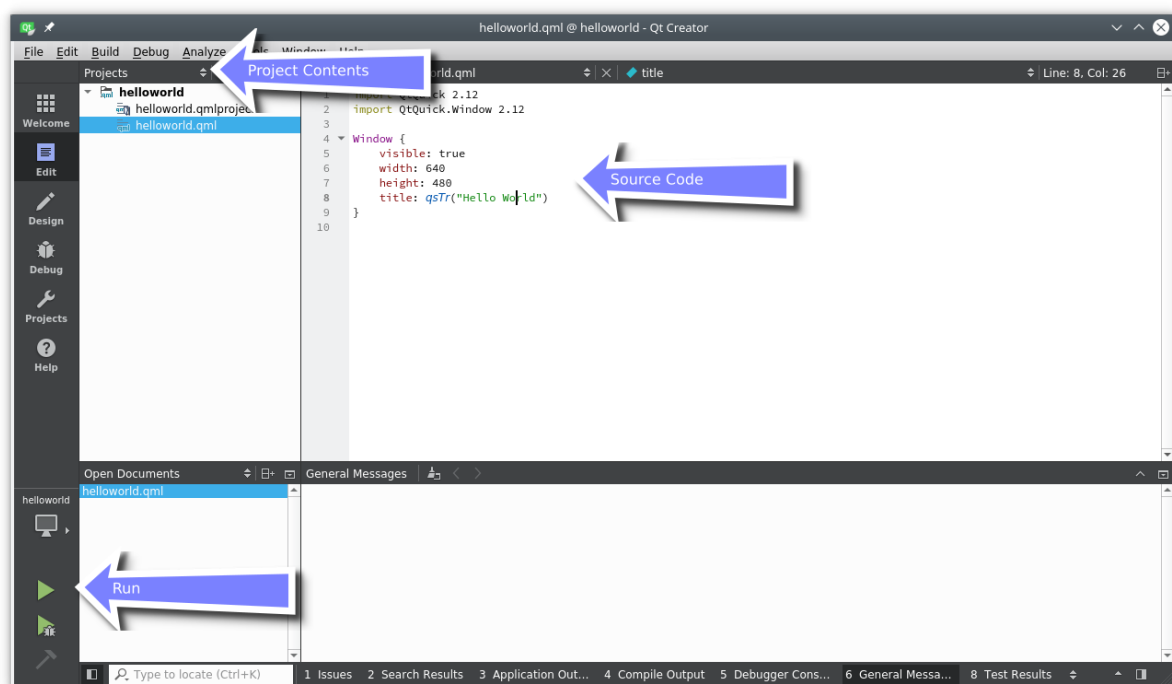 helloworld.qml @ helloworld - Qt Creator
File Edit Build Debug Analyze Help
Projects
Project Contents
title
Line: 8, Col: 26
helloworld
helloworld.qml
Welcome
Edit
Design
Debug
Projects
Help
2 import QtQuick.Window 2.12
3
4 Window {
5 visible: true
6 width: 640
7 height: 480
8 title: qsTr("Hello World")
9 }
10
Source Code
Open Documents
General Messages
helloworld.qml
helloworld
Run
Type to locate (Ctrl+K)
1 Issues 2 Search Results 3 Application Out... 4 Compile Output 5 Debugger Cons... 6 General Messa... 8 Test Results